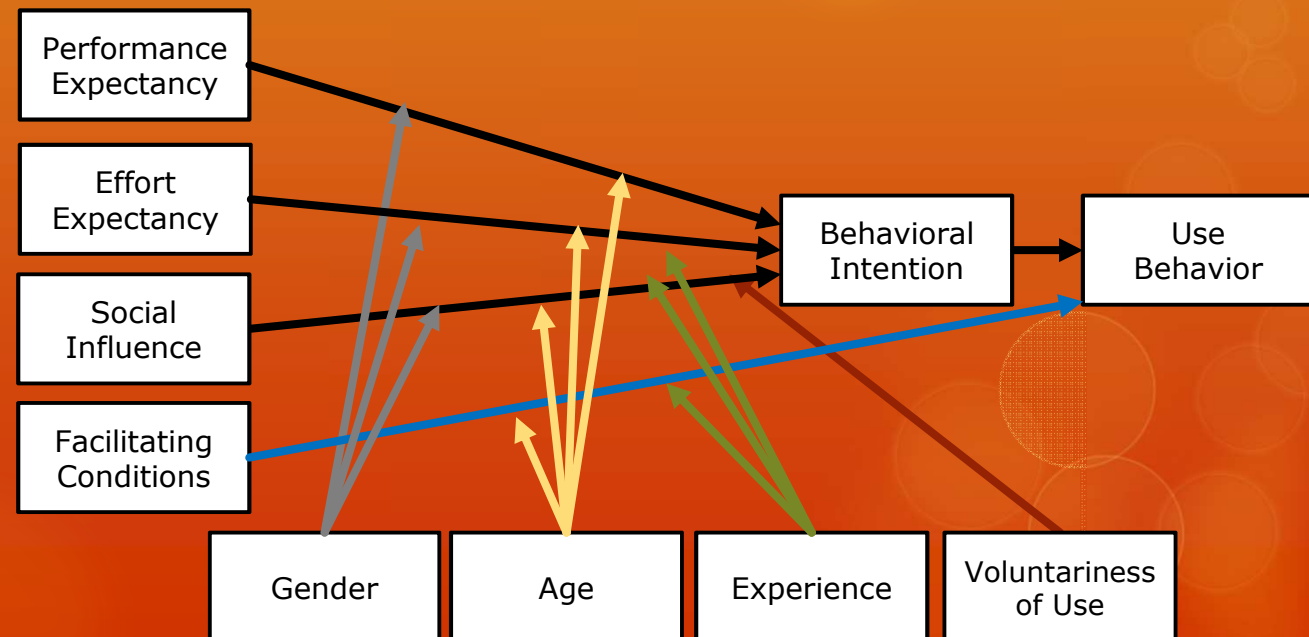 Performance
Expectancy
Effort
Expectancy
Social
Influence
Facilitating
Conditions
Behavioral
Intention
Use
Behavior
Gender
Age
Experience
Voluntariness
of Use